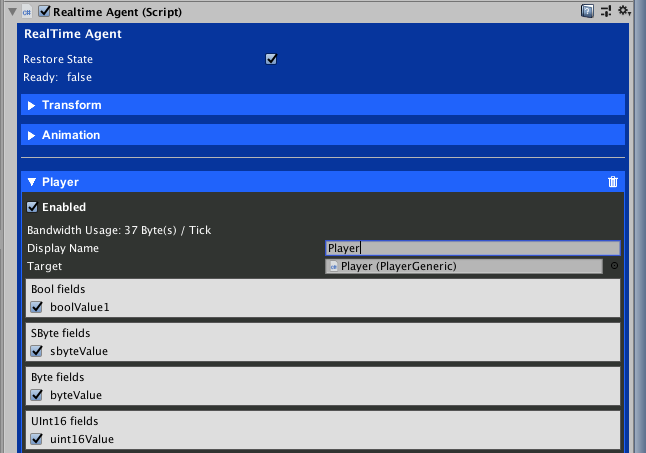 Realtime Agent (Script)
RealTime Agent
Restore State
Ready: false
Transform
Animation
Player
Enabled
Bandwidth Usage: 37 Byte(s) / Tick
Display Name Player
Target Player (PlayerGeneric)
Bool fields
boolValue1
SByte fields
sbyteValue
Byte fields
byteValue
UInt16 fields
uint16Value